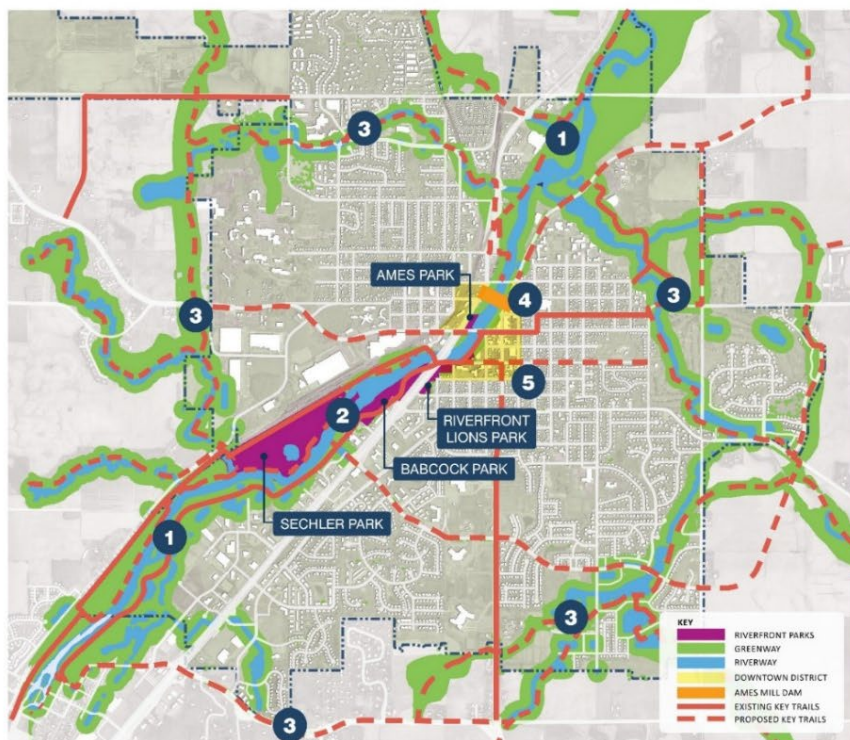 3
1
AMES PARK
4
3
3
5
2
RIVERFRONT
LIONS PARK
BABCOCK PARK
SECHLER PARK
1
3
3
KEY
RIVERFRONT PARKS
GREENWAY
RIVERWAY
DOWNTOWN DISTRICT
AMES MILL DAM
EXISTING KEY TRAILS
PROPOSED KEY TRAILS